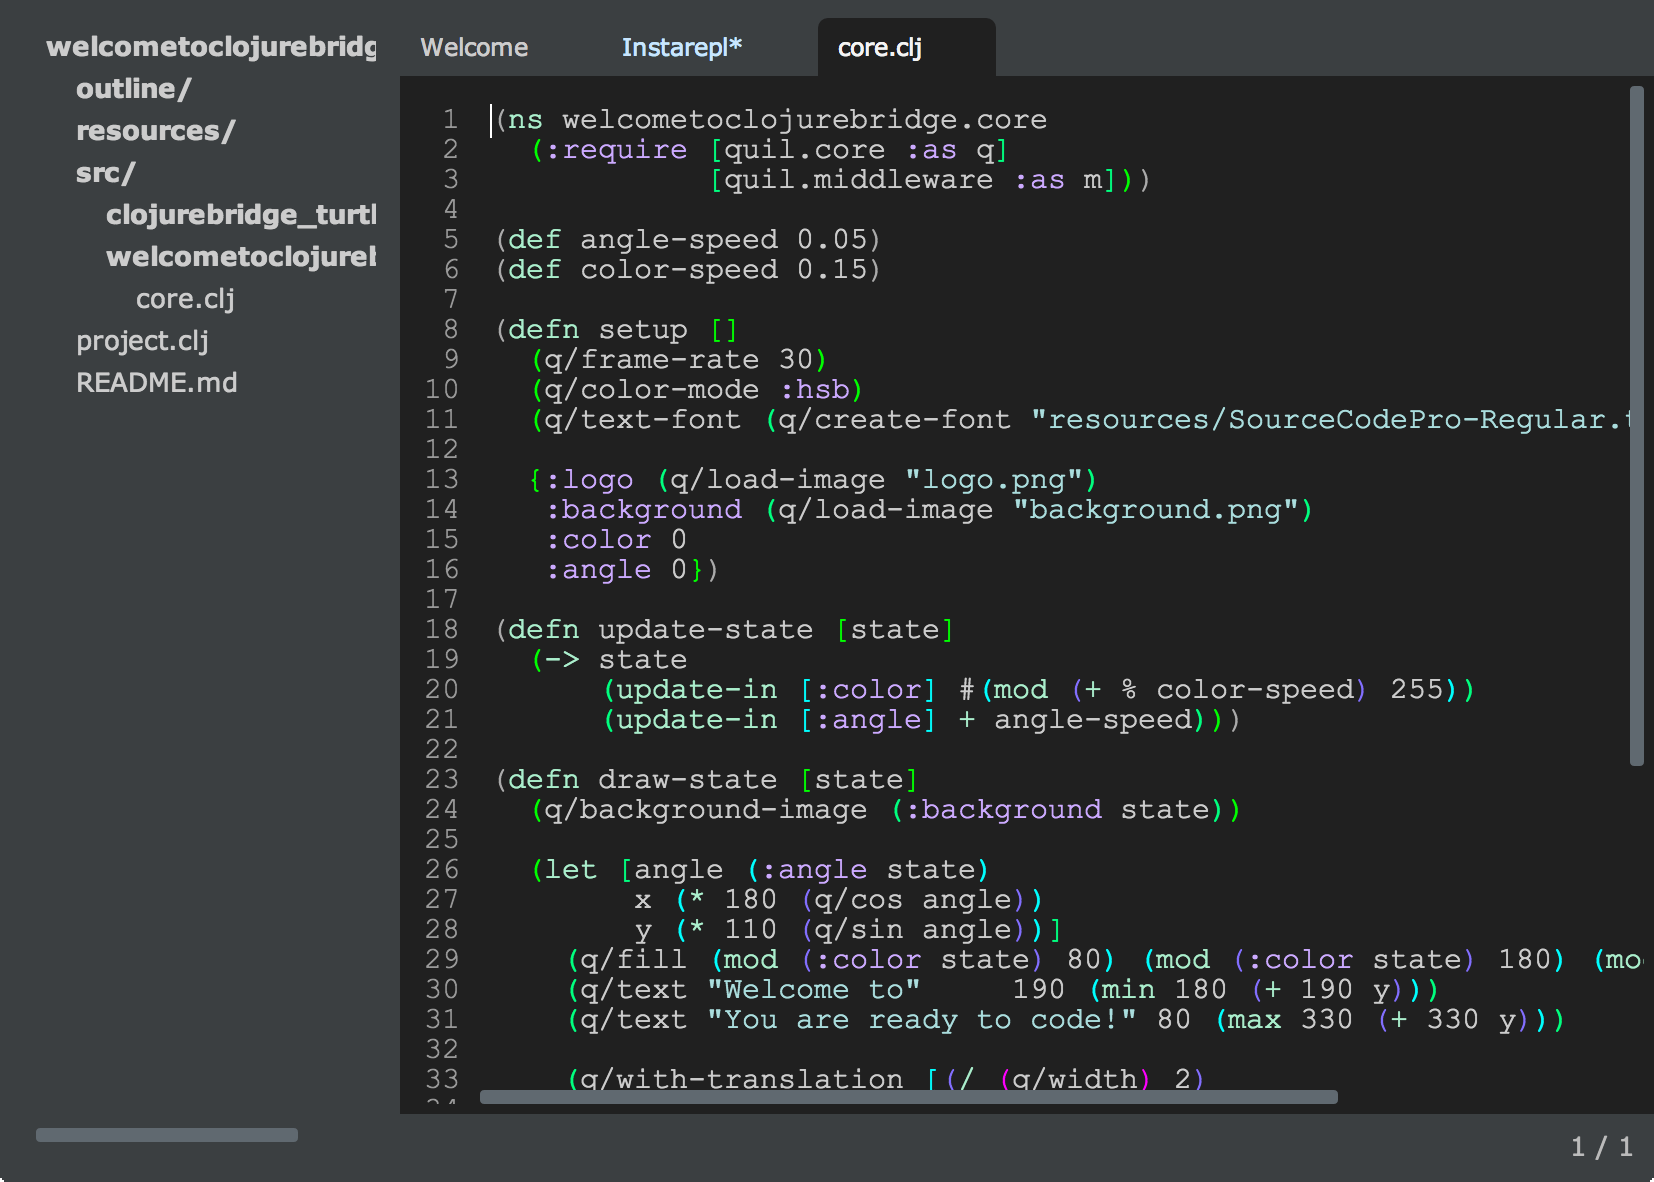 welcometoclojurebridg
outline/
resources/
src/
clojurebridge_turtl
welcometoclojureb
core.clj
project.clj
README.md
Welcome Instarepl* core.clj
1 (ns welcometoclojurebridge.core
2   (:require [quil.core :as q]
3             [quil.middleware :as m]))
4
5 (def angle-speed 0.05)
6 (def color-speed 0.15)
7
8 (defn setup []
9   (q/frame-rate 30)
10   (q/color-mode :hsb)
11   (q/text-font (q/create-font "resources/SourceCodePro-Regular.t
12
13   {:logo (q/load-image "logo.png")
14    :background (q/load-image "background.png")
15    :color 0
16    :angle 0})
17
18 (defn update-state [state]
19   (-> state
20       (update-in [:color] #(mod (+ % color-speed) 255))
21       (update-in [:angle] + angle-speed)))
22
23 (defn draw-state [state]
24   (q/background-image (:background state))
25
26   (let [angle (:angle state)
27         x (* 180 (q/cos angle))
28         y (* 110 (q/sin angle))]
29     (q/fill (mod (:color state) 80) (mod (:color state) 180) (mo
30     (q/text "Welcome to"     190 (min 180 (+ 190 y)))
31     (q/text "You are ready to code!" 80 (max 330 (+ 330 y)))
32
33     (q/with-translation [(/ (q/width) 2)
1 / 1